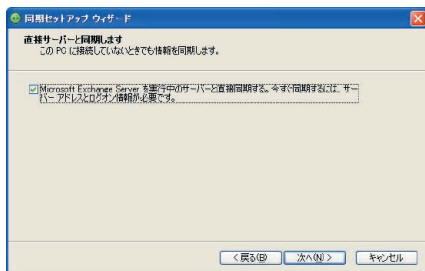 同期セットアップ ウィザード
直接サーバーと同期します
この PC に接続していないときでも情報を同期します。
Microsoft Exchange Server を実行中のサーバーと直接同期する。今すぐ同期するには、サー
バー アドレスとログオン情報が必要です。
< 戻る(B)
次へ(N) >
キャンセル